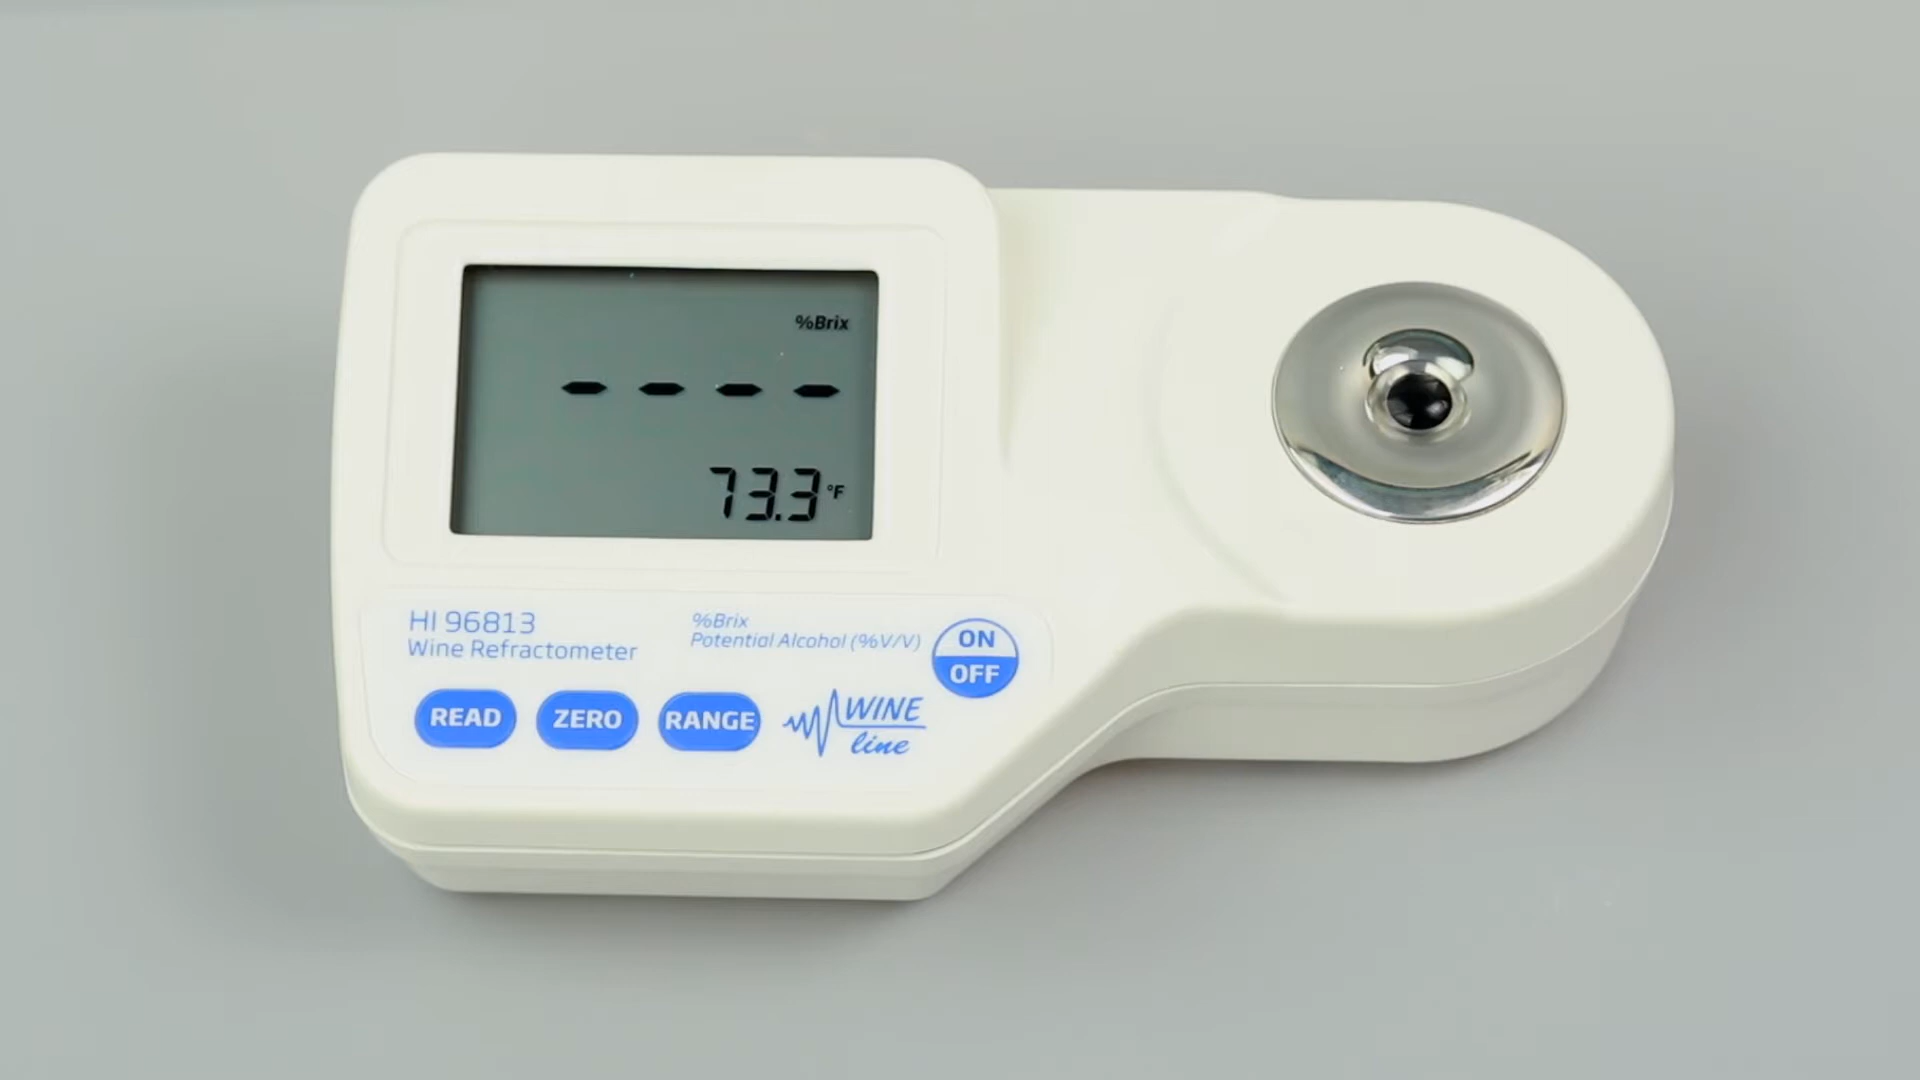 %Brix
- - - -
73.3°F
HI 96813
Wine Refractometer
%Brix
Potential Alcohol (%V/V)
ON
OFF
READ
ZERO
RANGE
WINE
line